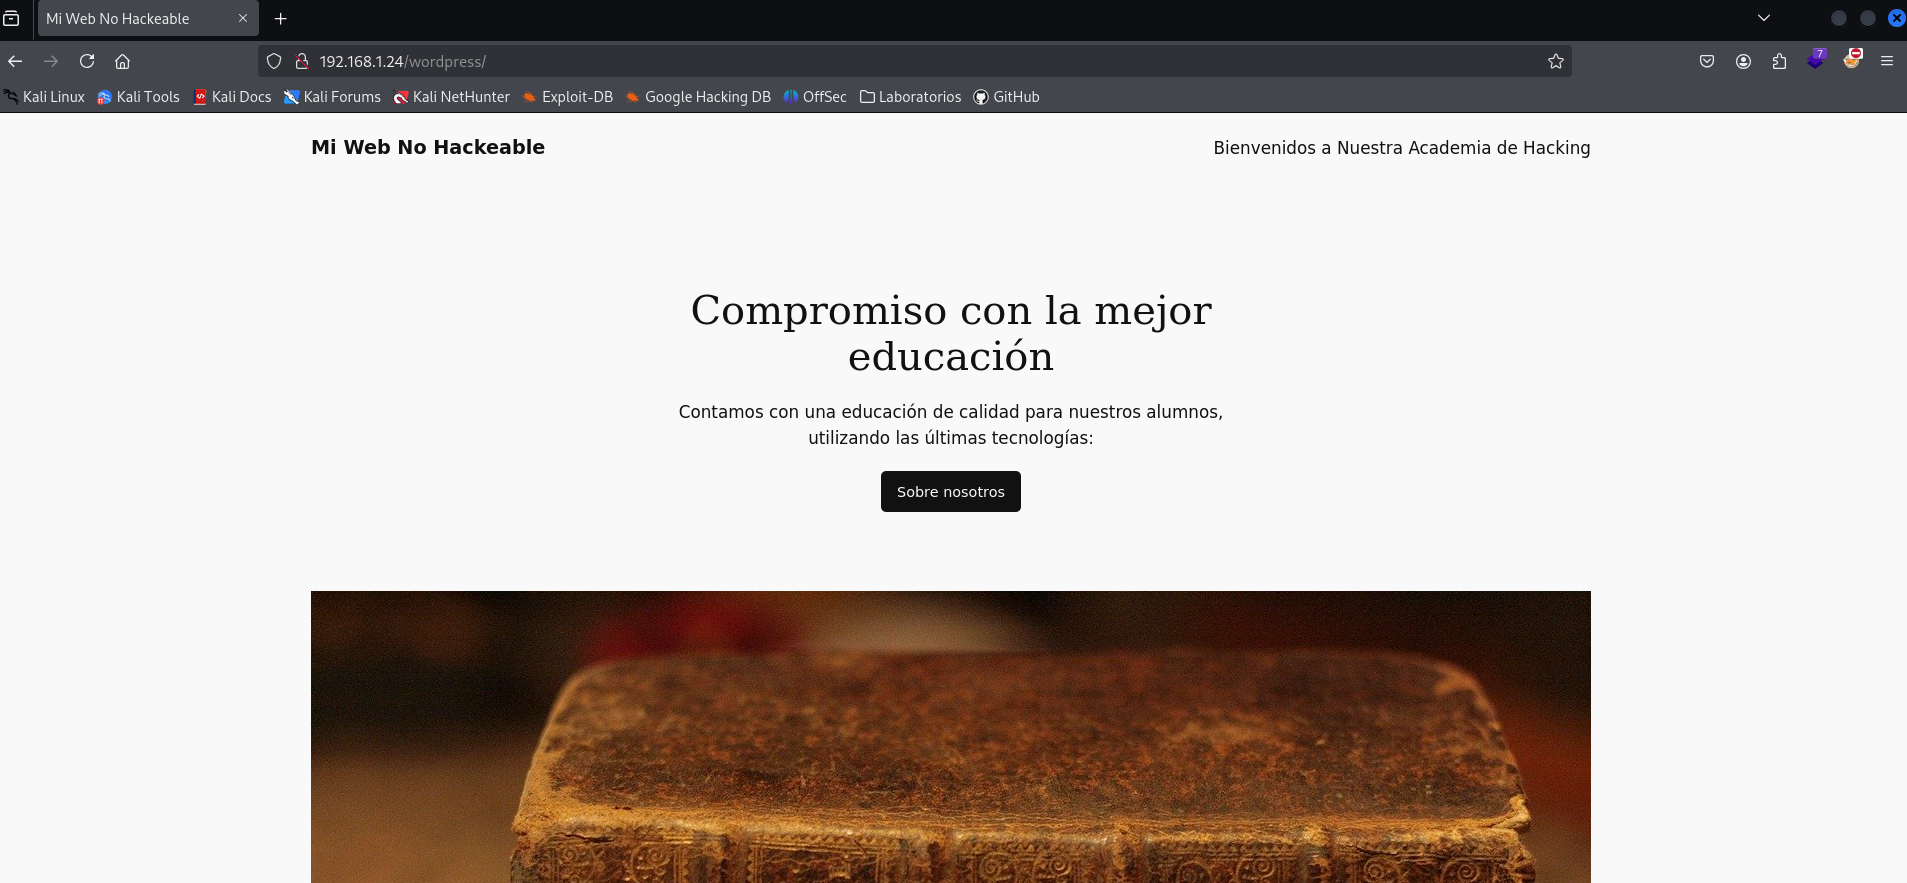 Mi Web No Hackeable
192.168.1.24/wordpress/
7
Kali Linux Kali Tools Kali Docs Kali Forums Kali NetHunter Exploit-DB Google Hacking DB OffSec Laboratorios GitHub
Mi Web No Hackeable Bienvenidos a Nuestra Academia de Hacking
Compromiso con la mejor
educación
Contamos con una educación de calidad para nuestros alumnos,
utilizando las últimas tecnologías:
Sobre nosotros